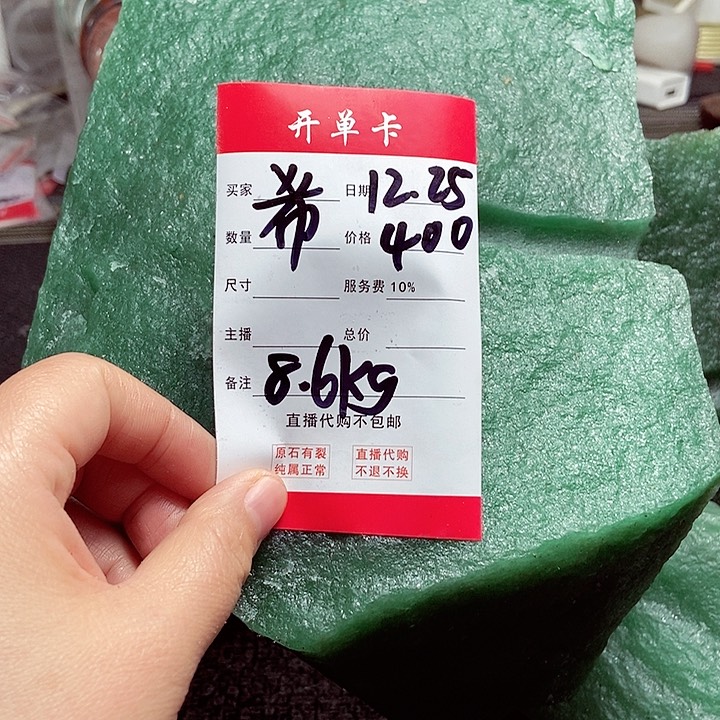 开单卡
买家 希 日期 12.25
数量 价格 400
尺寸 服务费 10%
主播 总价
备注 8.6kg
直播代购不包邮
原石有裂 直播代购
纯属正常 不退不换